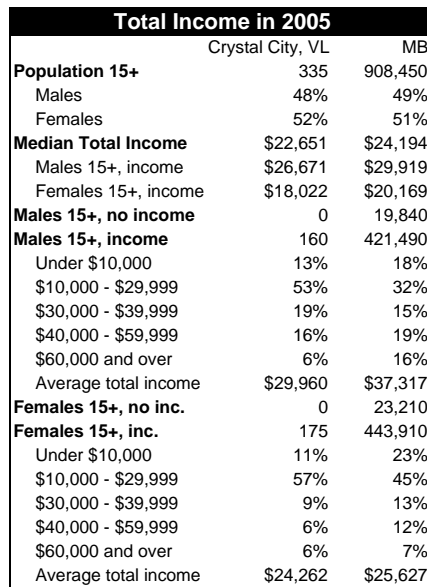 Total Income in 2005
Crystal City, VL MB
Population 15+ 335 908,450
Males 48% 49%
Females 52% 51%
Median Total Income $22,651 $24,194
Males 15+, income $26,671 $29,919
Females 15+, income $18,022 $20,169
Males 15+, no income 0 19,840
Males 15+, income 160 421,490
Under $10,000 13% 18%
$10,000 - $29,999 53% 32%
$30,000 - $39,999 19% 15%
$40,000 - $59,999 16% 19%
$60,000 and over 6% 16%
Average total income $29,960 $37,317
Females 15+, no inc. 0 23,210
Females 15+, inc. 175 443,910
Under $10,000 11% 23%
$10,000 - $29,999 57% 45%
$30,000 - $39,999 9% 13%
$40,000 - $59,999 6% 12%
$60,000 and over 6% 7%
Average total income $24,262 $25,627